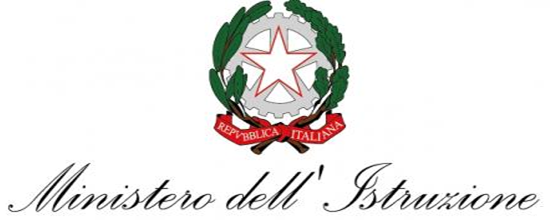 REPVBBLICA ITALIANA
Ministero dell' Istruzione